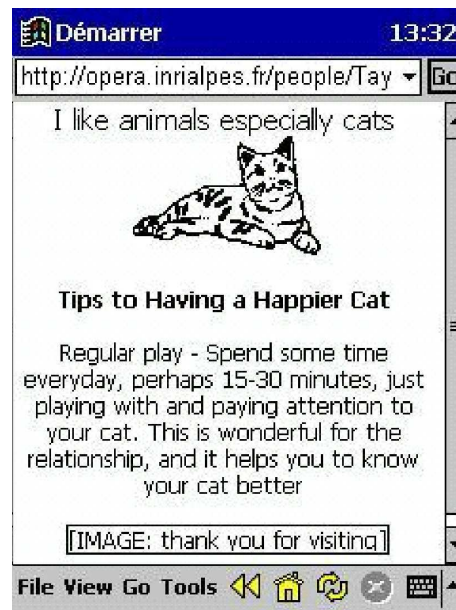 Démarrer 13:32
http://opera.inrialpes.fr/people/Tay Go
I like animals especially cats
Tips to Having a Happier Cat
Regular play - Spend some time
everyday, perhaps 15-30 minutes, just
playing with and paying attention to
your cat. This is wonderful for the
relationship, and it helps you to know
your cat better
[IMAGE: thank you for visiting]
File View Go Tools